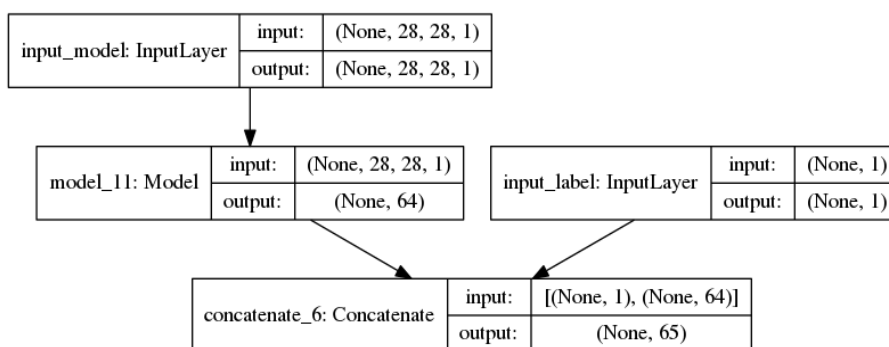 input_model: InputLayer
input: (None, 28, 28, 1)
output: (None, 28, 28, 1)
model_11: Model
input: (None, 28, 28, 1)
output: (None, 64)
input_label: InputLayer
input: (None, 1)
output: (None, 1)
concatenate_6: Concatenate
input: [(None, 1), (None, 64)]
output: (None, 65)